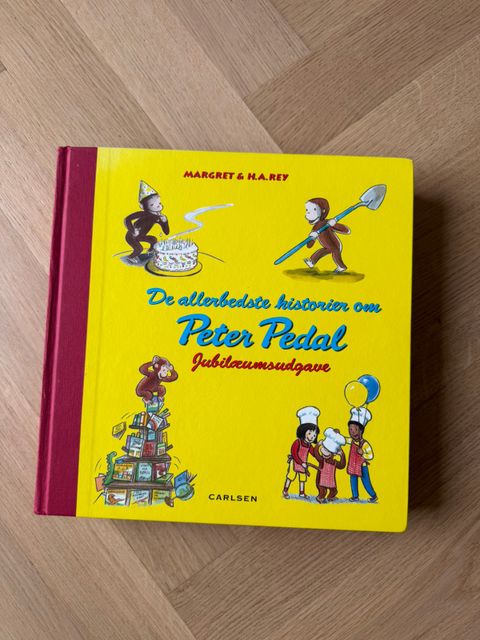 MARGRET & H.A.REY
De allerbedste historier om
Peter Pedal
Jubilæumsudgave
CARLSEN